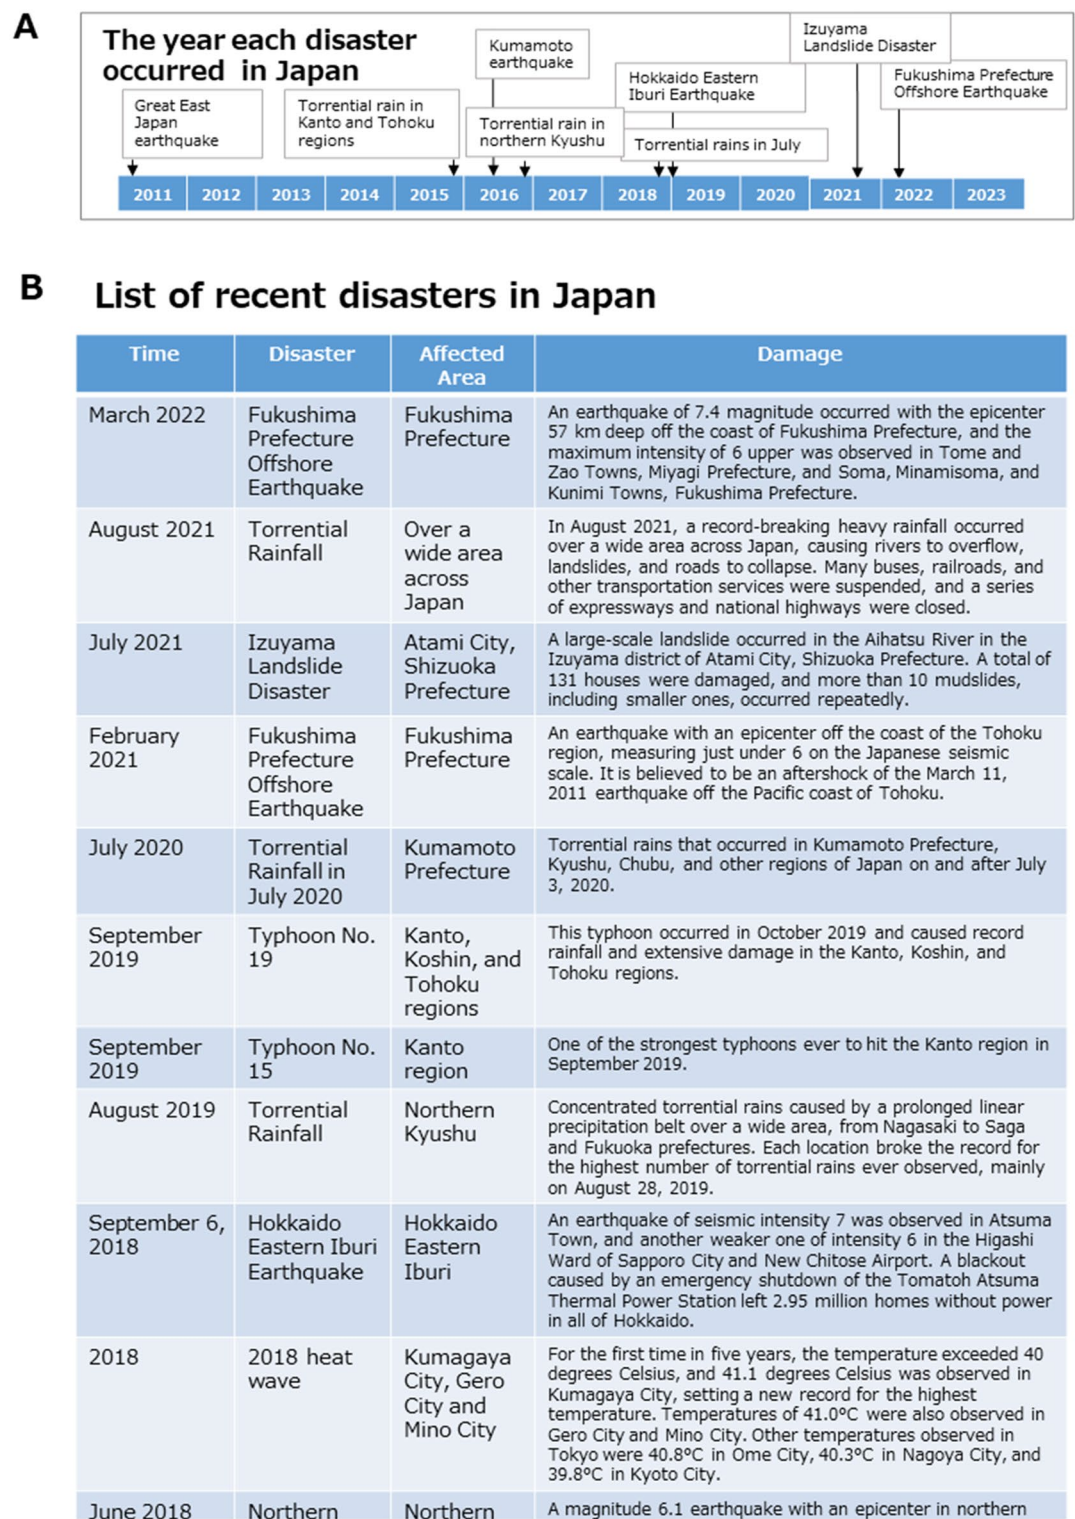 A
The year each disaster
occurred in Japan
Great East
Japan
earthquake
Torrential rain in
Kanto and Tohoku
regions
Kumamoto
earthquake
Torrential rain in
northern Kyushu
Hokkaido Eastern
Iburi Earthquake
Torrential rains in July
Izuyama
Landslide Disaster
Fukushima Prefecture
Offshore Earthquake
2011 2012 2013 2014 2015 2016 2017 2018 2019 2020 2021 2022 2023
B
List of recent disasters in Japan
Time
Disaster
Affected
Area
Damage
March 2022
Fukushima
Prefecture
Offshore
Earthquake
Fukushima
Prefecture
An earthquake of 7.4 magnitude occurred with the epicenter
57 km deep off the coast of Fukushima Prefecture, and the
maximum intensity of 6 upper was observed in Tome and
Zao Towns, Miyagi Prefecture, and Soma, Minamisoma, and
Kunimi Towns, Fukushima Prefecture.
August 2021
Torrential
Rainfall
Over a
wide area
across
Japan
In August 2021, a record-breaking heavy rainfall occurred
over a wide area across Japan, causing rivers to overflow,
landslides, and roads to collapse. Many buses, railroads, and
other transportation services were suspended, and a series
of expressways and national highways were closed.
July 2021
Izuyama
Landslide
Disaster
Atami City,
Shizuoka
Prefecture
A large-scale landslide occurred in the Aihatsu River in the
Izuyama district of Atami City, Shizuoka Prefecture. A total of
131 houses were damaged, and more than 10 mudslides,
including smaller ones, occurred repeatedly.
February
2021
Fukushima
Prefecture
Offshore
Earthquake
Fukushima
Prefecture
An earthquake with an epicenter off the coast of the Tohoku
region, measuring just under 6 on the Japanese seismic
scale. It is believed to be an aftershock of the March 11,
2011 earthquake off the Pacific coast of Tohoku.
July 2020
Torrential
Rainfall in
July 2020
Kumamoto
Prefecture
Torrential rains that occurred in Kumamoto Prefecture,
Kyushu, Chubu, and other regions of Japan on and after July
3, 2020.
September
2019
Typhoon No.
19
Kanto,
Koshin, and
Tohoku
regions
This typhoon occurred in October 2019 and caused record
rainfall and extensive damage in the Kanto, Koshin, and
Tohoku regions.
September
2019
Typhoon No.
15
Kanto
region
One of the strongest typhoons ever to hit the Kanto region in
September 2019.
August 2019
Torrential
Rainfall
Northern
Kyushu
Concentrated torrential rains caused by a prolonged linear
precipitation belt over a wide area, from Nagasaki to Saga
and Fukuoka prefectures. Each location broke the record for
the highest number of torrential rains ever observed, mainly
on August 28, 2019.
September 6,
2018
Hokkaido
Eastern Iburi
Earthquake
Hokkaido
Eastern
Iburi
An earthquake of seismic intensity 7 was observed in Atsuma
Town, and another weaker one of intensity 6 in the Higashi
Ward of Sapporo City and New Chitose Airport. A blackout
caused by an emergency shutdown of the Tomatoh Atsuma
Thermal Power Station left 2.95 million homes without power
in all of Hokkaido.
2018
2018 heat
wave
Kumagaya
City, Gero
City and
Mino City
For the first time in five years, the temperature exceeded 40
degrees Celsius, and 41.1 degrees Celsius was observed in
Kumagaya City, setting a new record for the highest
temperature. Temperatures of 41.0ºC were also observed in
Gero City and Mino City. Other temperatures observed in
Tokyo were 40.8ºC in Ome City, 40.3ºC in Nagoya City, and
39.8ºC in Kyoto City.
June 2018
Northern
Northern
A magnitude 6.1 earthquake with an epicenter in northern